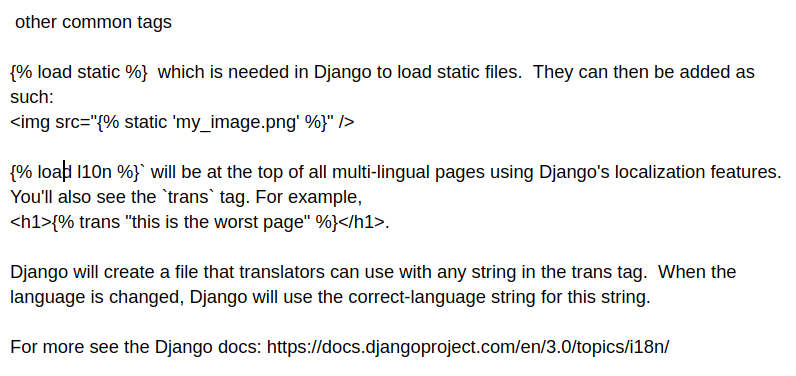 other common tags
{% load static %}  which is needed in Django to load static files.  They can then be added as
such:
<img src="{% static 'my_image.png' %}" />
{% load l10n %}` will be at the top of all multi-lingual pages using Django's localization features.
You'll also see the `trans` tag. For example,
<h1>{% trans "this is the worst page" %}</h1>.
Django will create a file that translators can use with any string in the trans tag.  When the
language is changed, Django will use the correct-language string for this string.
For more see the Django docs: https://docs.djangoproject.com/en/3.0/topics/i18n/